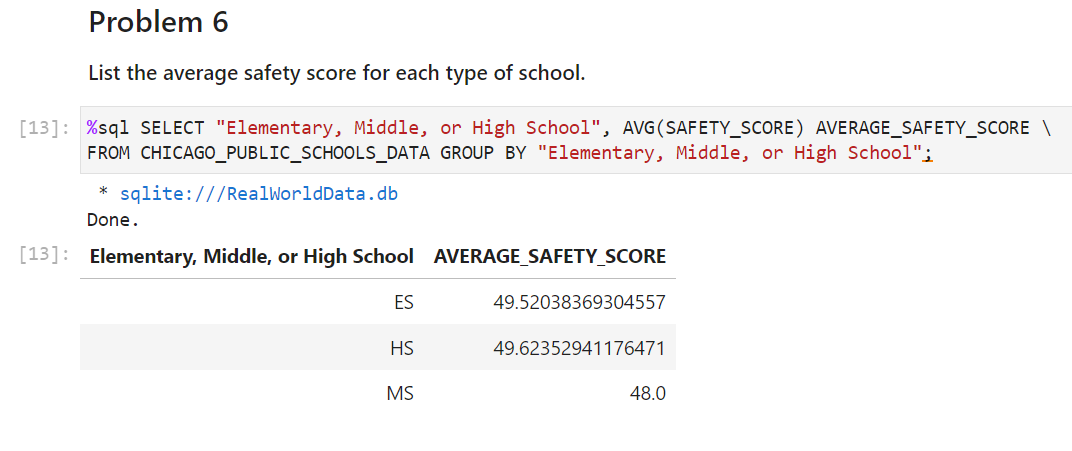 Problem 6
List the average safety score for each type of school.
[13]: %sql SELECT "Elementary, Middle, or High School", AVG(SAFETY_SCORE) AVERAGE_SAFETY_SCORE \
FROM CHICAGO_PUBLIC_SCHOOLS_DATA GROUP BY "Elementary, Middle, or High School";
* sqlite:///RealWorldData.db
Done.
[13]: Elementary, Middle, or High School AVERAGE_SAFETY_SCORE
ES 49.52038369304557
HS 49.62352941176471
MS 48.0